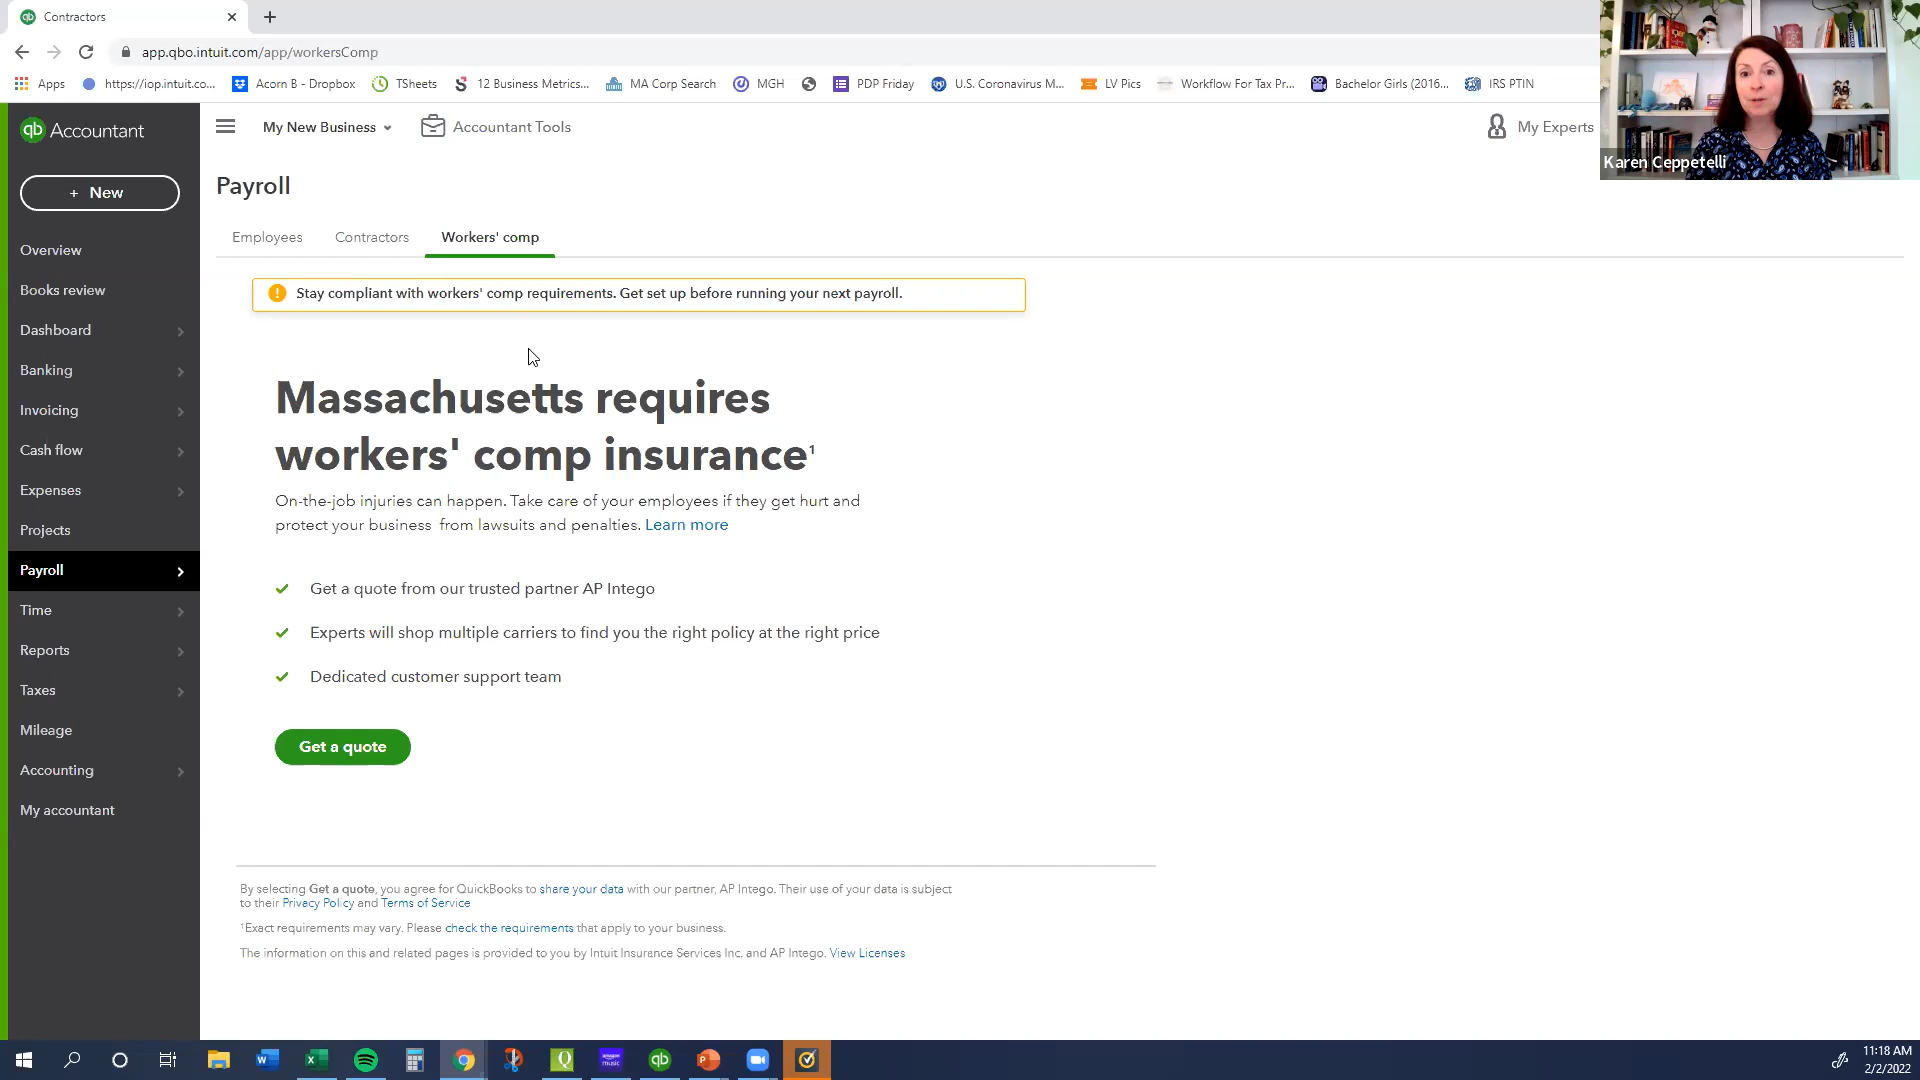 Contractors
app.qbo.intuit.com/app/workersComp
Apps
https://iop.intuit.co...
Acorn B - Dropbox
TSheets
12 Business Metrics...
MA Corp Search
MGH
PDP Friday
U.S. Coronavirus M...
LV Pics
Workflow For Tax Pr...
Bachelor Girls (2016...
IRS PTIN
Karen Ceppetelli
qb Accountant
My New Business
Accountant Tools
My Experts
+ New
Overview
Books review
Dashboard
Banking
Invoicing
Cash flow
Expenses
Projects
Payroll
Time
Reports
Taxes
Mileage
Accounting
My accountant
Payroll
Employees
Contractors
Workers' comp
Stay compliant with workers' comp requirements. Get set up before running your next payroll.
Massachusetts requires
workers' comp insurance¹
On-the-job injuries can happen. Take care of your employees if they get hurt and
protect your business from lawsuits and penalties. Learn more
Get a quote from our trusted partner AP Intego
Experts will shop multiple carriers to find you the right policy at the right price
Dedicated customer support team
Get a quote
By selecting Get a quote, you agree for QuickBooks to share your data with our partner, AP Intego. Their use of your data is subject
to their Privacy Policy and Terms of Service
¹Exact requirements may vary. Please check the requirements that apply to your business.
The information on this and related pages is provided to you by Intuit Insurance Services Inc. and AP Intego. View Licenses
11:18 AM
2/2/2022